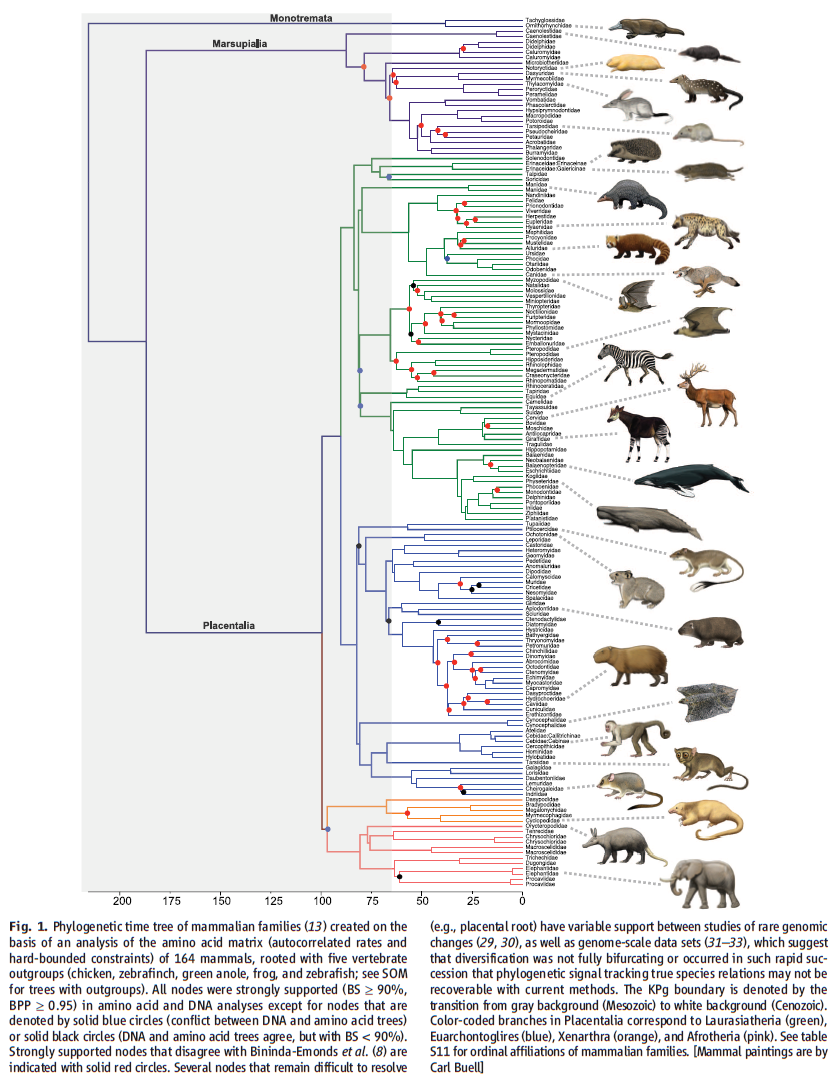 Monotremata
Marsupialia
Placentalia
Tachyglossidae
Ornithorhynchidae
Caenolestidae
Caenolestidae
Didelphidae
Didelphidae
Caluromyidae
Caluromyidae
Microbiotheriidae
Notoryctidae
Dasyuridae
Myrmecobiidae
Thylacomyidae
Peroryctidae
Peramelidae
Vombatidae
Phascolarctidae
Hypsiprymnodontidae
Macropodidae
Potoroidae
Tarsipedidae
Pseudocheiridae
Petauridae
Acrobatidae
Phalangeridae
Burramyidae
Solenodontidae
Erinaceidae:Erinaceinae
Erinaceidae:Galericinae
Talpidae
Soricidae
Manidae
Manidae
Nandiniidae
Felidae
Prionodontidae
Viverridae
Herpestidae
Eupleridae
Hyaenidae
Mephitidae
Procyonidae
Mustelidae
Ailuridae
Ursidae
Phocidae
Otariidae
Odobenidae
Canidae
Myzopodidae
Natalidae
Molossidae
Vespertilionidae
Miniopteridae
Thyropteridae
Noctilionidae
Furipteridae
Mormoopidae
Phyllostomidae
Mystacinidae
Nycteridae
Emballonuridae
Pteropodidae
Pteropodidae
Hipposideridae
Rhinolophidae
Megadermatidae
Craseonycteridae
Rhinopomatidae
Rhinocerotidae
Tapiridae
Equidae
Camelidae
Tayassuidae
Suidae
Cervidae
Bovidae
Moschidae
Antilocapridae
Giraffidae
Tragulidae
Hippopotamidae
Balaenidae
Neobalaenidae
Balaenopteridae
Eschrichtiidae
Kogiidae
Physeteridae
Phocoenidae
Monodontidae
Delphinidae
Pontoporiidae
Iniidae
Ziphiidae
Platanistidae
Tupaiidae
Ptilocercidae
Ochotonidae
Leporidae
Castoridae
Heteromyidae
Geomyidae
Pedetidae
Anomaluridae
Dipodidae
Calomyscidae
Muridae
Cricetidae
Nesomyidae
Spalacidae
Gliridae
Aplodontidae
Sciuridae
Ctenodactylidae
Diatomyidae
Hystricidae
Bathyergidae
Thryonomyidae
Petromuridae
Chinchillidae
Dinomyidae
Abrocomidae
Octodontidae
Ctenomyidae
Echimyidae
Myocastoridae
Capromyidae
Dasyproctidae
Hydrochoeridae
Caviidae
Cuniculidae
Erethizontidae
Cynocephalidae
Cynocephalidae
Atelidae
Cebidae:Callitrichinae
Cebidae:Cebinae
Cercopithecidae
Hominidae
Hylobatidae
Tarsiidae
Galagidae
Lorisidae
Daubentoniidae
Lemuridae
Cheirogaleidae
Indriidae
Dasypodidae
Bradypodidae
Megalonychidae
Myrmecophagidae
Cyclopedidae
Orycteropodidae
Tenrecidae
Chrysochloridae
Chrysochloridae
Macroscelididae
Macroscelididae
Trichechidae
Dugongidae
Elephantidae
Elephantidae
Procaviidae
Procaviidae
200 175 150 125 100 75 50 25 0
Fig. 1. Phylogenetic time tree of mammalian families (13) created on the
basis of an analysis of the amino acid matrix (autocorrelated rates and
hard-bounded constraints) of 164 mammals, rooted with five vertebrate
outgroups (chicken, zebrafinch, green anole, frog, and zebrafish; see SOM
for trees with outgroups). All nodes were strongly supported (BS ≥ 90%,
BPP ≥ 0.95) in amino acid and DNA analyses except for nodes that are
denoted by solid blue circles (conflict between DNA and amino acid trees)
or solid black circles (DNA and amino acid trees agree, but with BS < 90%).
Strongly supported nodes that disagree with Bininda-Emonds et al. (8) are
indicated with solid red circles. Several nodes that remain difficult to resolve
(e.g., placental root) have variable support between studies of rare genomic
changes (29, 30), as well as genome-scale data sets (31–33), which suggest
that diversification was not fully bifurcating or occurred in such rapid suc-
cession that phylogenetic signal tracking true species relations may not be
recoverable with current methods. The KPg boundary is denoted by the
transition from gray background (Mesozoic) to white background (Cenozoic).
Color-coded branches in Placentalia correspond to Laurasiatheria (green),
Euarchontoglires (blue), Xenarthra (orange), and Afrotheria (pink). See table
S11 for ordinal affiliations of mammalian families. [Mammal paintings are by
Carl Buell]